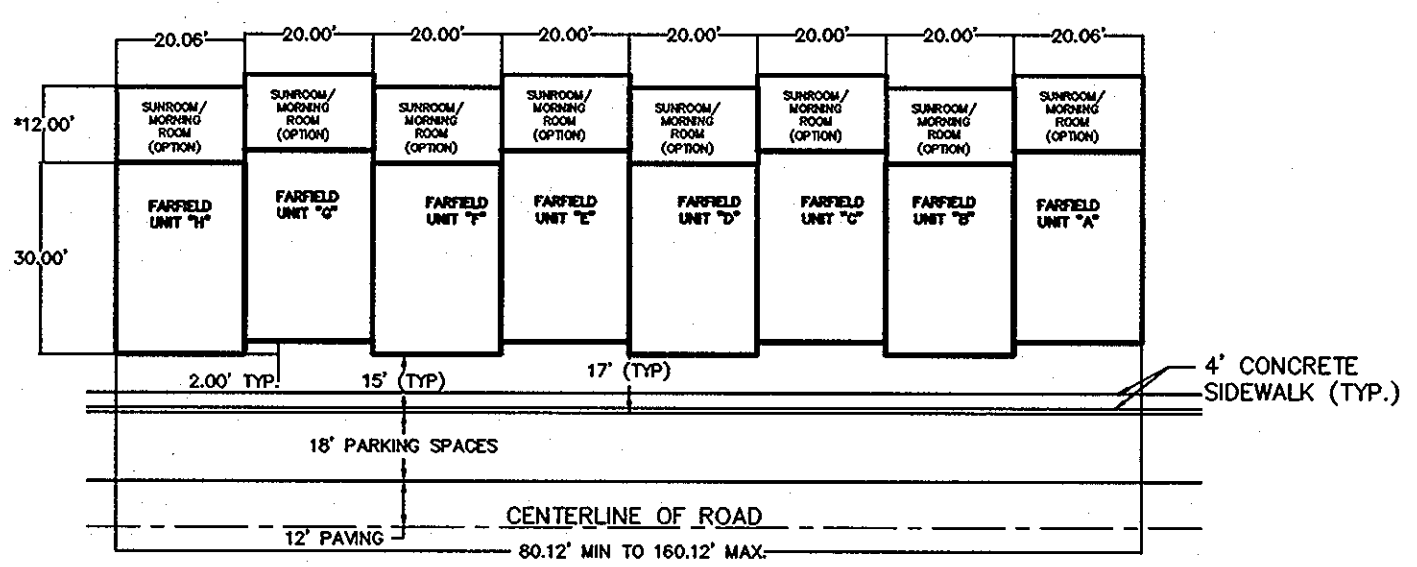 20.06' 20.00' 20.00' 20.00' 20.00' 20.00' 20.00' 20.06'
SUNROOM/
MORNING
ROOM
(OPTION)
SUNROOM/
MORNING
ROOM
(OPTION)
SUNROOM/
MORNING
ROOM
(OPTION)
SUNROOM/
MORNING
ROOM
(OPTION)
SUNROOM/
MORNING
ROOM
(OPTION)
SUNROOM/
MORNING
ROOM
(OPTION)
SUNROOM/
MORNING
ROOM
(OPTION)
SUNROOM/
MORNING
ROOM
(OPTION)
*12.00'
FARFIELD
UNIT "H"
FARFIELD
UNIT "G"
FARFIELD
UNIT "F"
FARFIELD
UNIT "E"
FARFIELD
UNIT "D"
FARFIELD
UNIT "C"
FARFIELD
UNIT "B"
FARFIELD
UNIT "A"
30.00'
2.00' TYP.
15' (TYP)
17' (TYP)
4' CONCRETE
SIDEWALK (TYP.)
18' PARKING SPACES
CENTERLINE OF ROAD
12' PAVING
80.12' MIN TO 160.12' MAX.